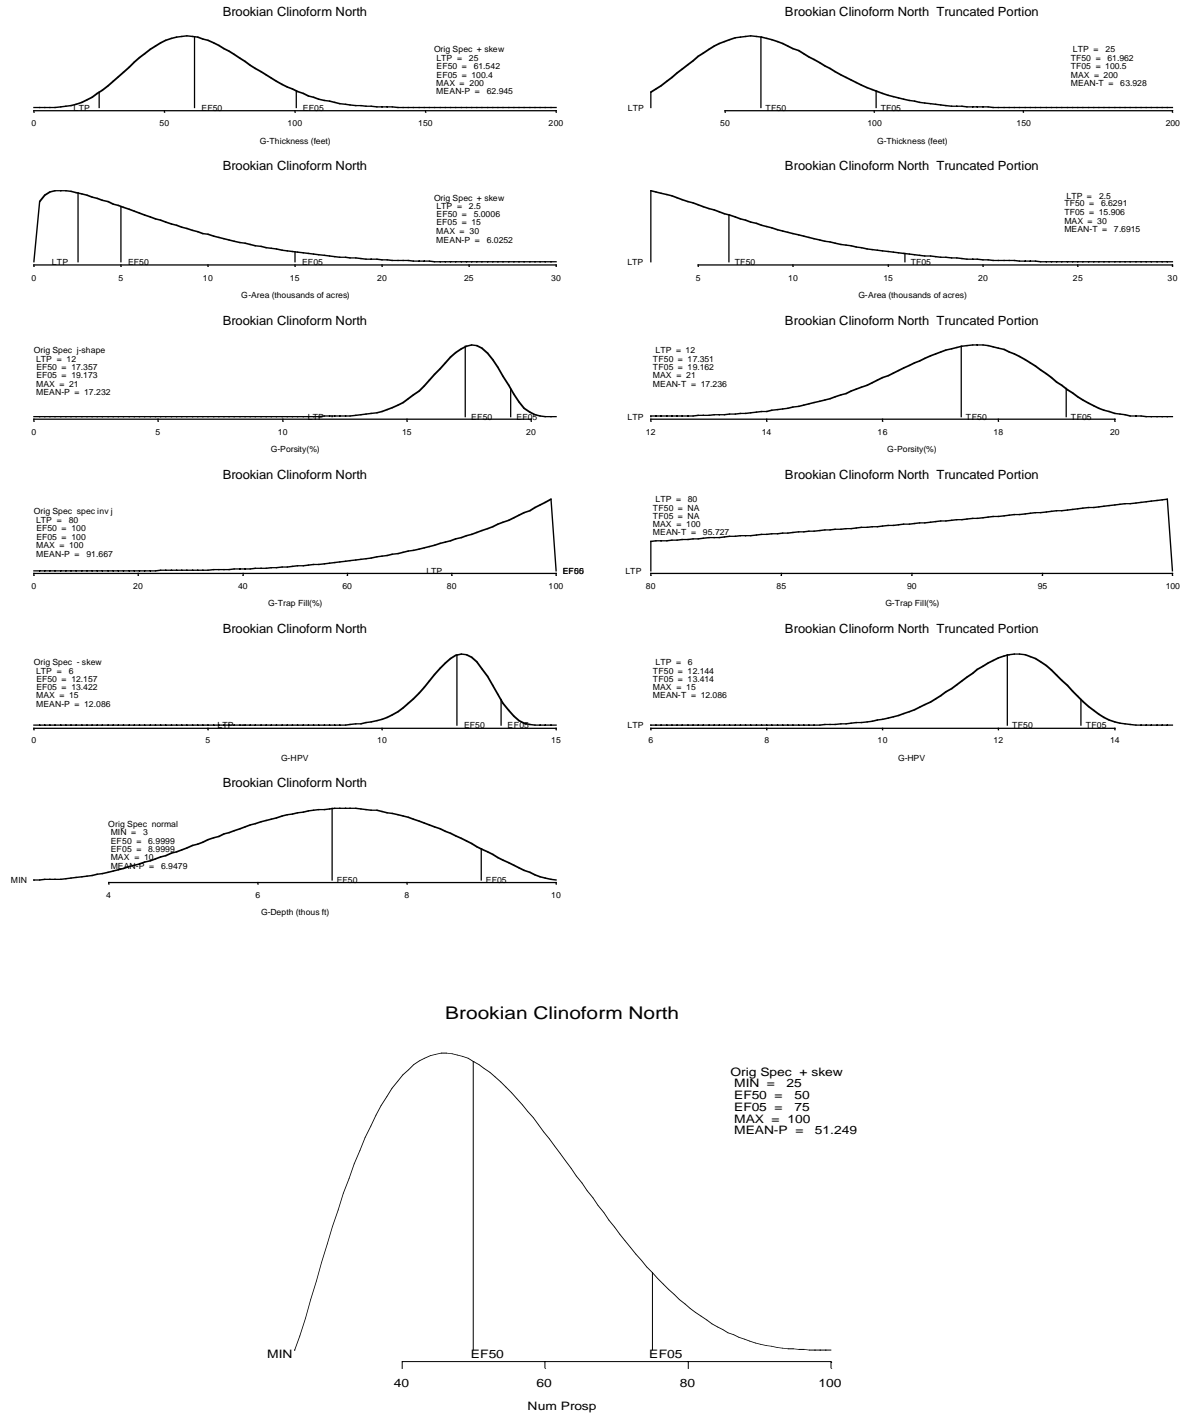 Brookian Clinoform North
Orig Spec + skew
LTP = 25
EF50 = 61.542
EF05 = 100.4
MAX = 200
MEAN-P = 62.945
LTP
EF50
EF05
0 50 100 150 200
G-Thickness (feet)
Brookian Clinoform North Truncated Portion
LTP = 25
TF50 = 61.962
TF05 = 100.5
MAX = 200
MEAN-T = 63.928
LTP
TF50
TF05
50 100 150 200
G-Thickness (feet)
Brookian Clinoform North
Orig Spec + skew
LTP = 2.5
EF50 = 5.0006
EF05 = 15
MAX = 30
MEAN-P = 6.0252
LTP
EF50
EF05
0 5 10 15 20 25 30
G-Area (thousands of acres)
Brookian Clinoform North Truncated Portion
LTP = 2.5
TF50 = 6.6291
TF05 = 15.906
MAX = 30
MEAN-T = 7.6915
LTP
TF50
TF05
5 10 15 20 25 30
G-Area (thousands of acres)
Brookian Clinoform North
Orig Spec j-shape
LTP = 12
EF50 = 17.357
EF05 = 19.173
MAX = 21
MEAN-P = 17.232
LTP
EF50
EF05
0 5 10 15 20
G-Porsity(%)
Brookian Clinoform North Truncated Portion
LTP = 12
TF50 = 17.351
TF05 = 19.162
MAX = 21
MEAN-T = 17.236
LTP
TF50
TF05
12 14 16 18 20
G-Porsity(%)
Brookian Clinoform North
Orig Spec spec inv j
LTP = 80
EF50 = 100
EF05 = 100
MAX = 100
MEAN-P = 91.667
LTP
0 20 40 60 80 100
G-Trap Fill(%)
Brookian Clinoform North Truncated Portion
LTP = 80
TF50 = NA
TF05 = NA
MAX = 100
MEAN-T = 95.727
LTP
80 85 90 95 100
G-Trap Fill(%)
Brookian Clinoform North
Orig Spec - skew
LTP = 6
EF50 = 12.157
EF05 = 13.422
MAX = 15
MEAN-P = 12.086
LTP
EF50
EF05
0 5 10 15
G-HPV
Brookian Clinoform North Truncated Portion
LTP = 6
TF50 = 12.144
TF05 = 13.414
MAX = 15
MEAN-T = 12.086
LTP
TF50
TF05
6 8 10 12 14
G-HPV
Brookian Clinoform North
Orig Spec normal
MIN = 3
EF50 = 6.9999
EF05 = 8.9999
MAX = 10
MEAN-P = 6.9479
MIN
EF50
EF05
4 6 8 10
G-Depth (thous ft)
Brookian Clinoform North
Orig Spec + skew
MIN = 25
EF50 = 50
EF05 = 75
MAX = 100
MEAN-P = 51.249
MIN
EF50
EF05
40 60 80 100
Num Prosp